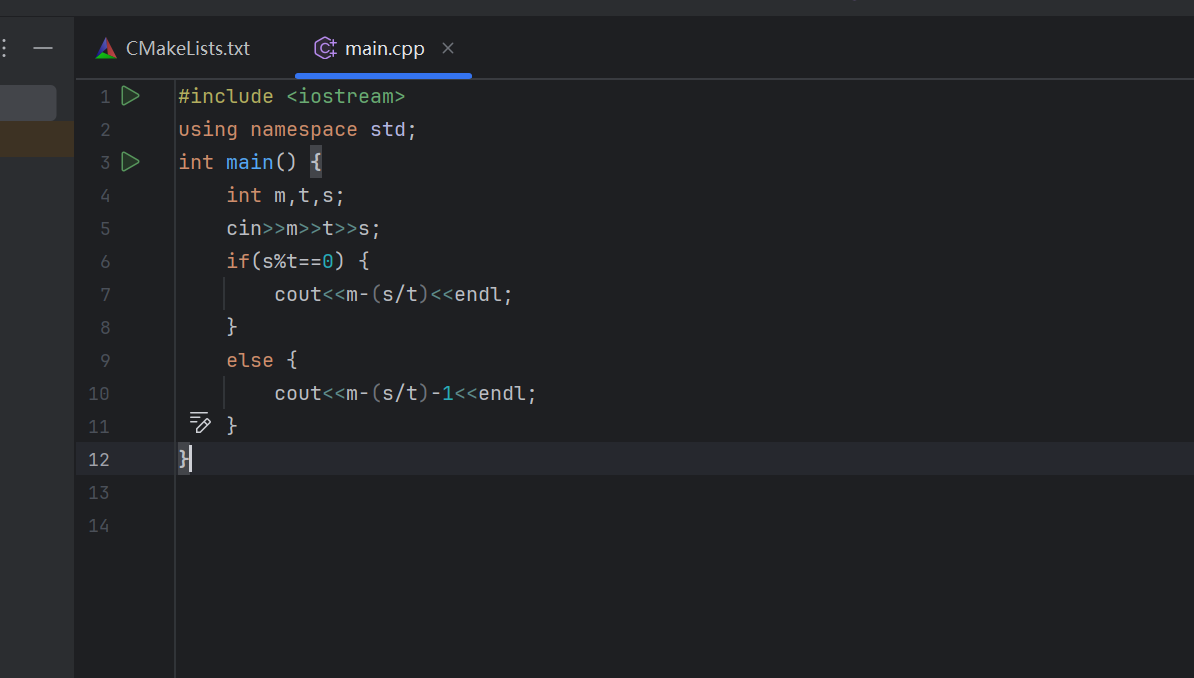 CMakeLists.txt main.cpp
1 #include <iostream>
2 using namespace std;
3 int main() {
4     int m,t,s;
5     cin>>m>>t>>s;
6     if(s%t==0) {
7         cout<<m-(s/t)<<endl;
8     }
9     else {
10         cout<<m-(s/t)-1<<endl;
11     }
12 }
13
14